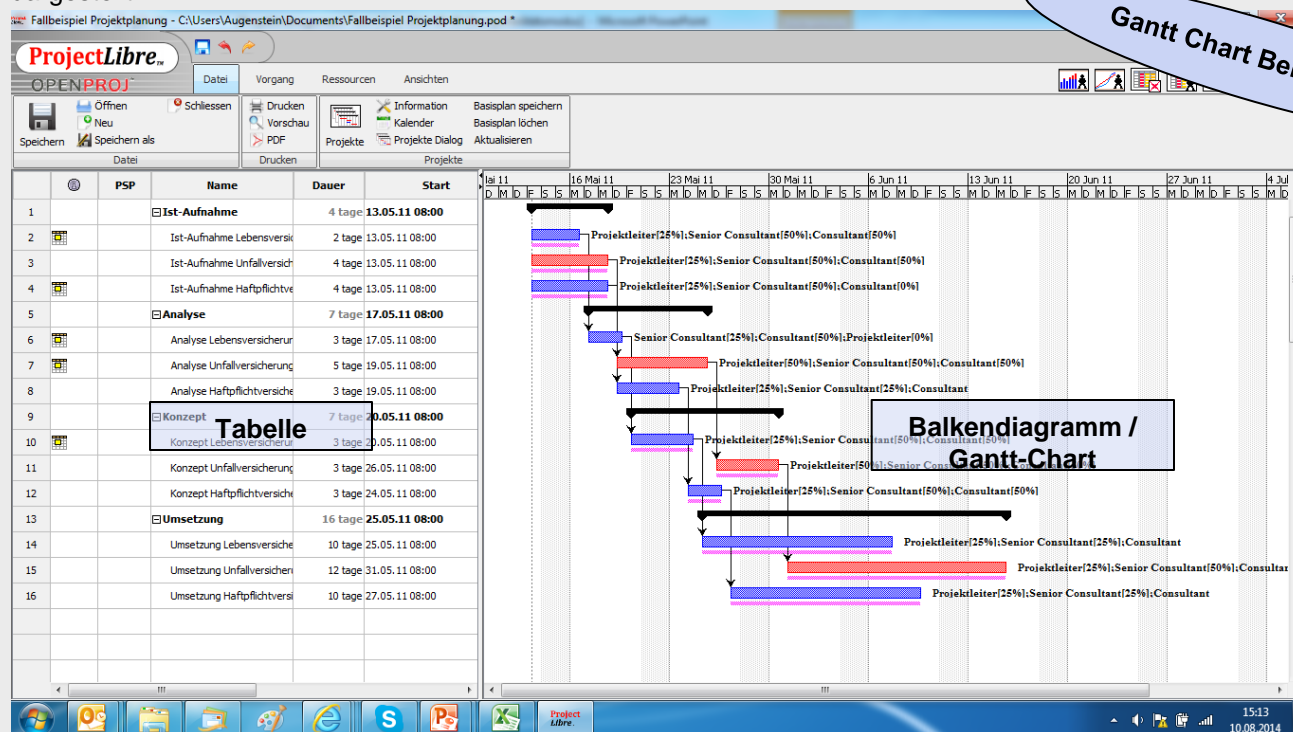 Fallbeispiel Projektplanung - C:\Users\Augenstein\Documents\Fallbeispiel Projektplanung.pod *
Gantt Chart Be
ProjectLibre™
OPENPROJ
Datei Vorgang Ressourcen Ansichten
Speichern Öffnen Neu Speichern als Schliessen
Drucken Vorschau PDF
Projekte Information Kalender Projekte Dialog Basisplan speichern Basisplan löchen Aktualisieren
Datei Drucken Projekte
PSP Name Dauer Start
16 Mai 11 23 Mai 11 30 Mai 11 6 Jun 11 13 Jun 11 20 Jun 11 27 Jun 11 4 Jul
1 Ist-Aufnahme 4 tage 13.05.11 08:00
2 Ist-Aufnahme Lebensversic 2 tage 13.05.11 08:00 Projektleiter[25%];Senior Consultant[50%];Consultant[50%]
3 Ist-Aufnahme Unfallversich 4 tage 13.05.11 08:00 Projektleiter[25%];Senior Consultant[50%];Consultant[50%]
4 Ist-Aufnahme Haftpflichtve 4 tage 13.05.11 08:00 Projektleiter[25%];Senior Consultant[50%];Consultant[0%]
5 Analyse 7 tage 17.05.11 08:00
6 Analyse Lebensversicherur 3 tage 17.05.11 08:00 Senior Consultant[25%];Consultant[50%];Projektleiter[0%]
7 Analyse Unfallversicherung 5 tage 19.05.11 08:00 Projektleiter[50%];Senior Consultant[50%];Consultant[50%]
8 Analyse Haftpflichtversiche 3 tage 19.05.11 08:00 Projektleiter[25%];Senior Consultant[25%];Consultant
9 Konzept 7 tage 20.05.11 08:00
Tabelle
Balkendiagramm /
Gantt-Chart
10 Konzept Lebensversicherur 3 tage 20.05.11 08:00 Projektleiter[25%];Senior Consultant[50%];Consultant[50%]
11 Konzept Unfallversicherung 3 tage 26.05.11 08:00 Projektleiter[50%];Senior
12 Konzept Haftpflichtversiche 3 tage 24.05.11 08:00 Projektleiter[25%];Senior Consultant[50%];Consultant[50%]
13 Umsetzung 16 tage 25.05.11 08:00
14 Umsetzung Lebensversiche 10 tage 25.05.11 08:00 Projektleiter[25%];Senior Consultant[25%];Consultant
15 Umsetzung Unfallversicheru 12 tage 31.05.11 08:00 Projektleiter[25%];Senior Consultant[50%];Consultar
16 Umsetzung Haftpflichtversi 10 tage 27.05.11 08:00 Projektleiter[25%];Senior Consultant[25%];Consultant
Project
Libre
15:13
10.08.2014